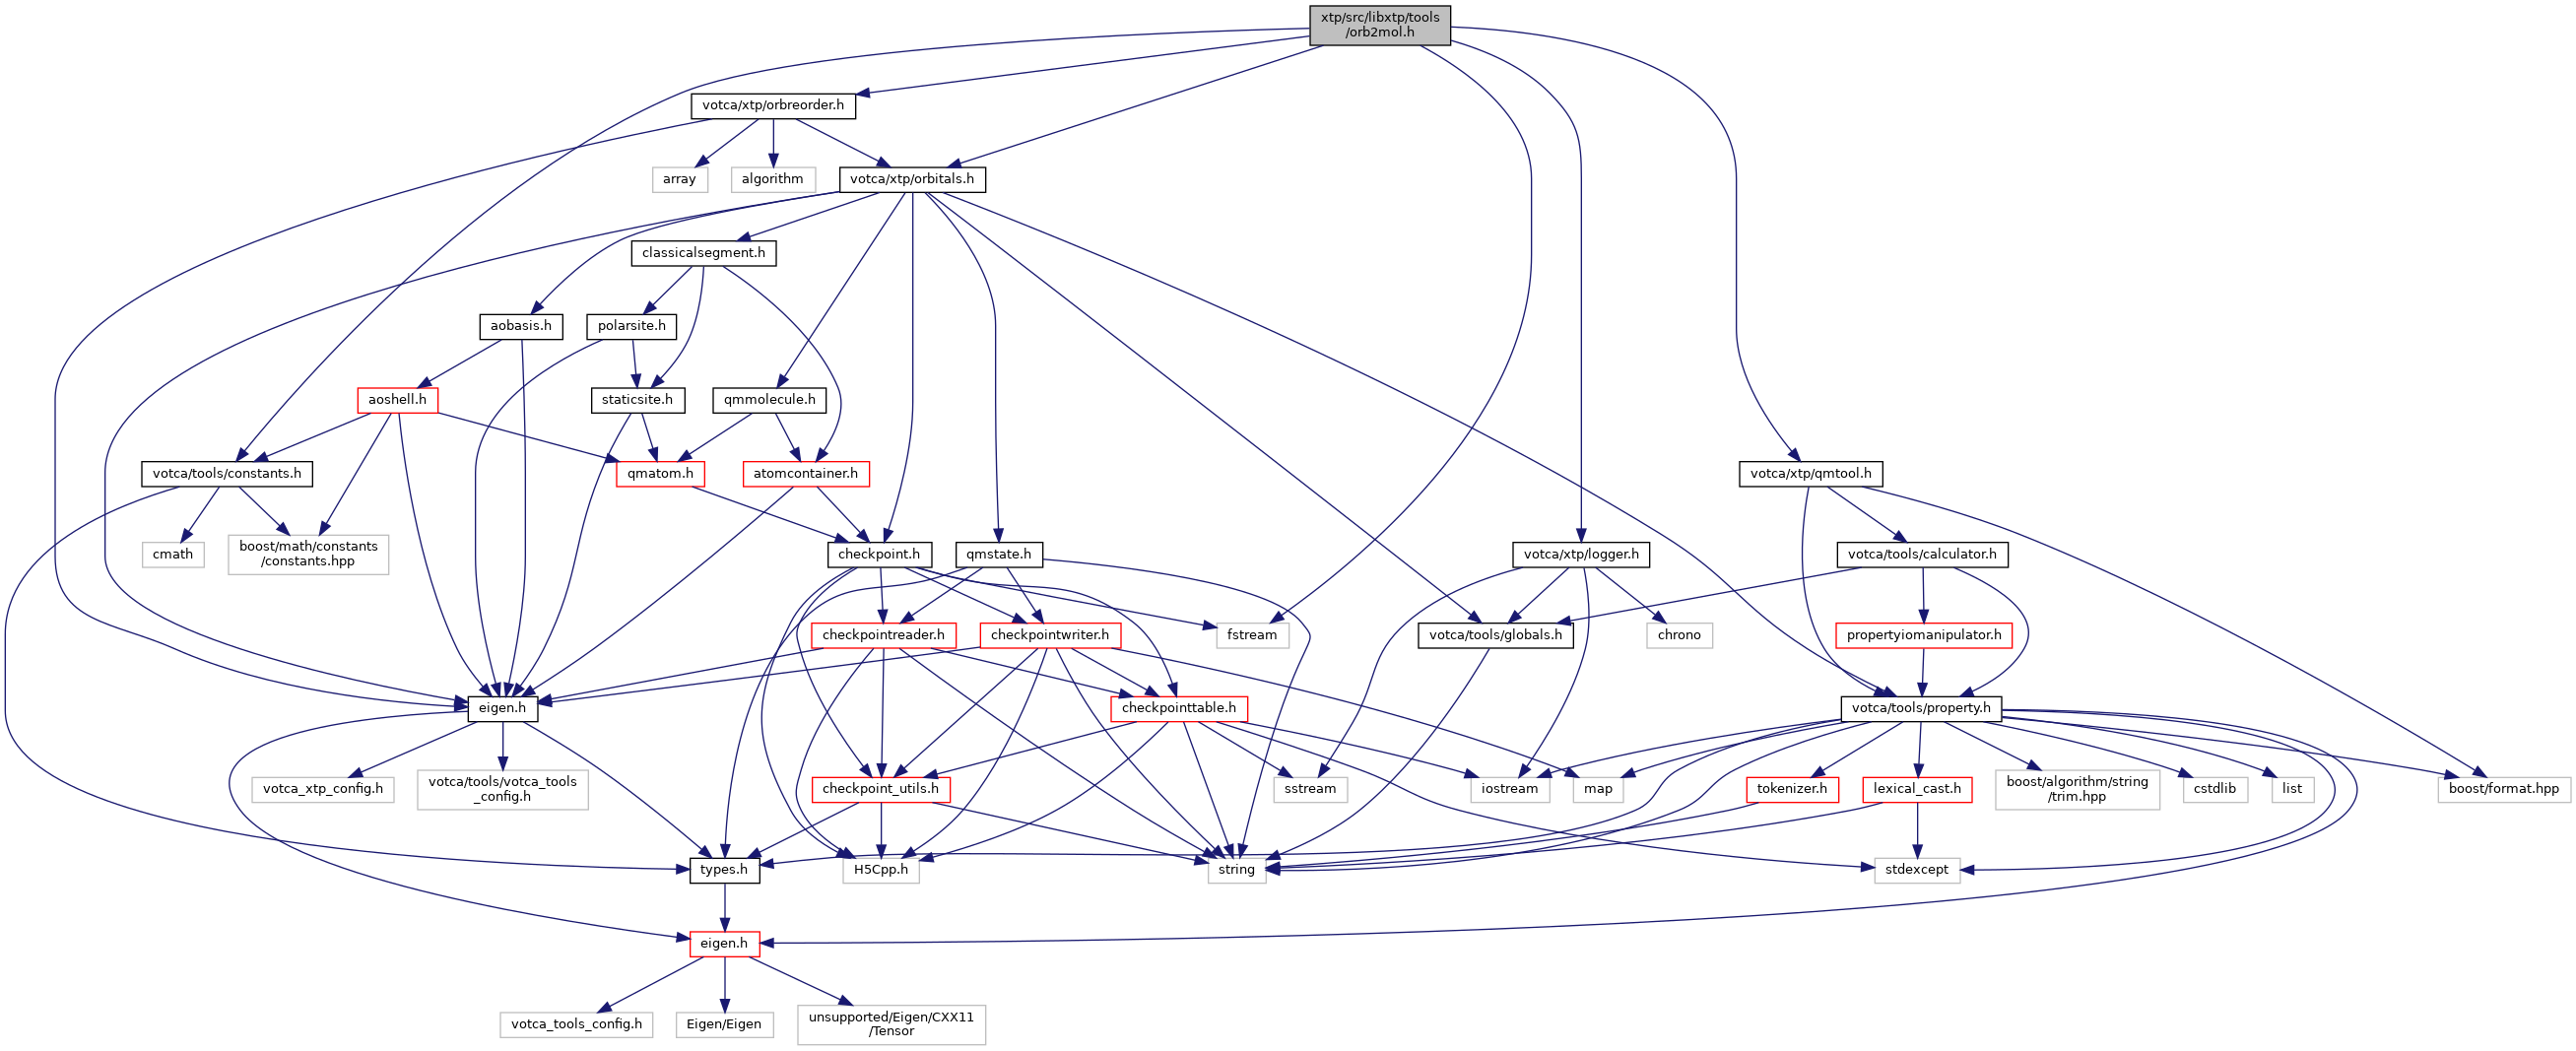 xtp/src/libxtp/tools
/orb2mol.h
votca/xtp/orbreorder.h
array
algorithm
votca/xtp/orbitals.h
classicalsegment.h
aobasis.h
polarsite.h
aoshell.h
staticsite.h
qmmolecule.h
votca/tools/constants.h
qmatom.h
atomcontainer.h
votca/xtp/qmtool.h
cmath
boost/math/constants
/constants.hpp
checkpoint.h
qmstate.h
votca/xtp/logger.h
votca/tools/calculator.h
checkpointreader.h
checkpointwriter.h
fstream
votca/tools/globals.h
chrono
propertyiomanipulator.h
eigen.h
checkpointtable.h
votca/tools/property.h
votca_xtp_config.h
votca/tools/votca_tools
_config.h
checkpoint_utils.h
sstream
iostream
map
tokenizer.h
lexical_cast.h
boost/algorithm/string
/trim.hpp
cstdlib
list
boost/format.hpp
types.h
H5Cpp.h
string
stdexcept
eigen.h
votca_tools_config.h
Eigen/Eigen
unsupported/Eigen/CXX11
/Tensor